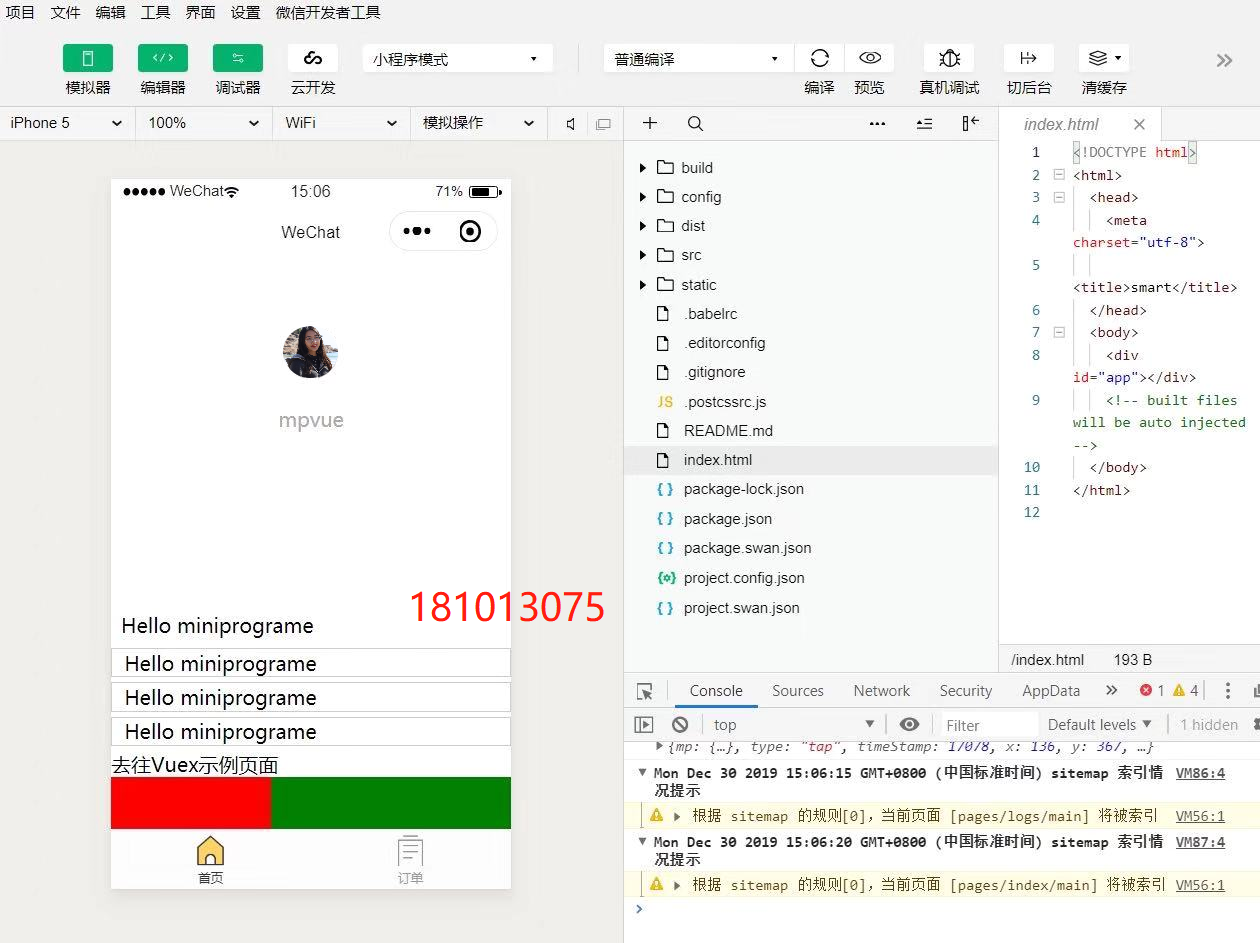 项目 文件 编辑 工具 界面 设置 微信开发者工具
模拟器 编辑器 调试器 云开发
小程序模式
普通编译
编译 预览 真机调试 切后台 清缓存
iPhone 5 100% WiFi 模拟操作
WeChat 15:06 71%
WeChat
mpvue
181013075
Hello miniprograme
Hello miniprograme
Hello miniprograme
Hello miniprograme
去往Vuex示例页面
首页 订单
build
config
dist
src
static
.babelrc
.editorconfig
.gitignore
JS .postcssrc.js
README.md
index.html
{ } package-lock.json
{ } package.json
{ } package.swan.json
project.config.json
{ } project.swan.json
index.html
1 <!DOCTYPE html>
2 <html>
3 <head>
4 <meta
charset="utf-8">
5
<title>smart</title>
6 </head>
7 <body>
8 <div
id="app"></div>
9 <!-- built files
will be auto injected
-->
10 </body>
11 </html>
12
/index.html 193 B
Console Sources Network Security AppData 1 4
top Filter Default levels 1 hidden
{mp: {…}, type: "tap", timeStamp: 17078, x: 136, y: 367, …}
Mon Dec 30 2019 15:06:15 GMT+0800 (中国标准时间) sitemap 索引情 VM86:4
况提示
根据 sitemap 的规则[0]，当前页面 [pages/logs/main] 将被索引 VM56:1
Mon Dec 30 2019 15:06:20 GMT+0800 (中国标准时间) sitemap 索引情 VM87:4
况提示
根据 sitemap 的规则[0]，当前页面 [pages/index/main] 将被索引 VM56:1